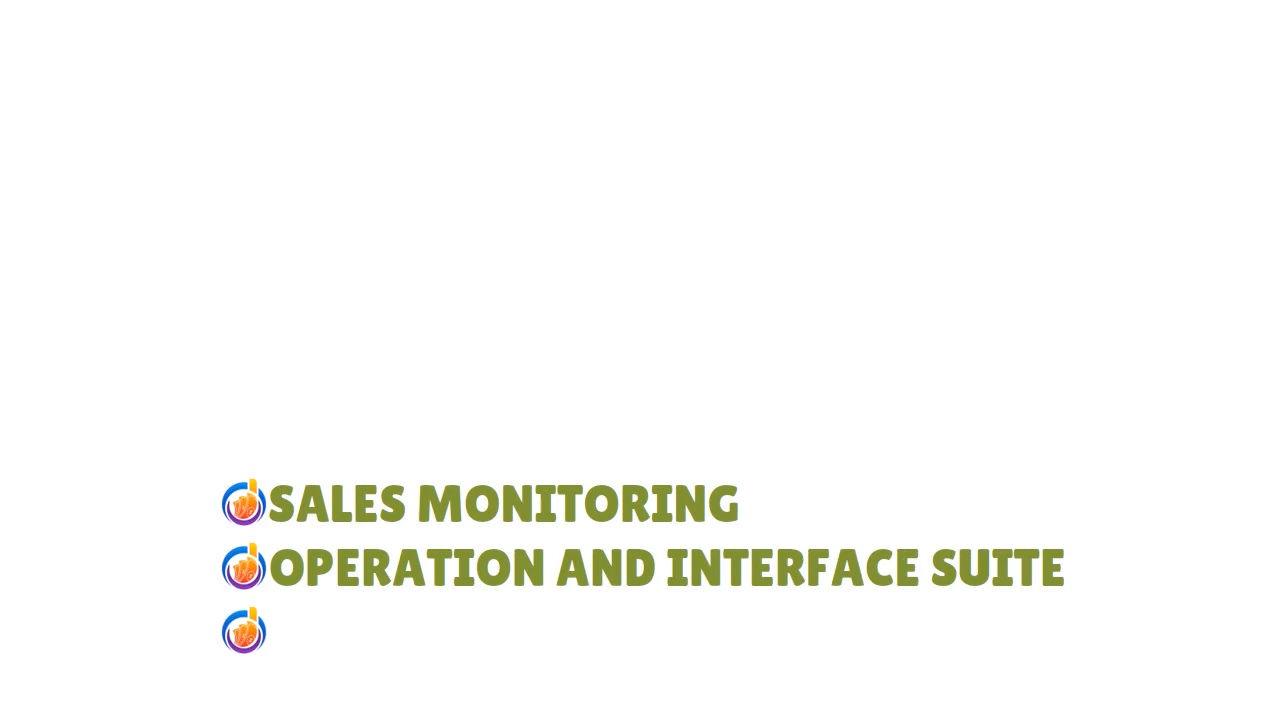 SALES MONITORING
OPERATION AND INTERFACE SUITE